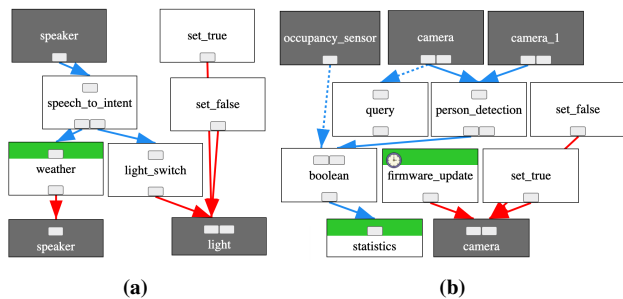 speaker
set_true
speech_to_intent
set_false
weather
light_switch
speaker
light
(a)
occupancy_sensor
camera
camera_1
query
person_detection
set_false
boolean
firmware_update
set_true
statistics
camera
(b)